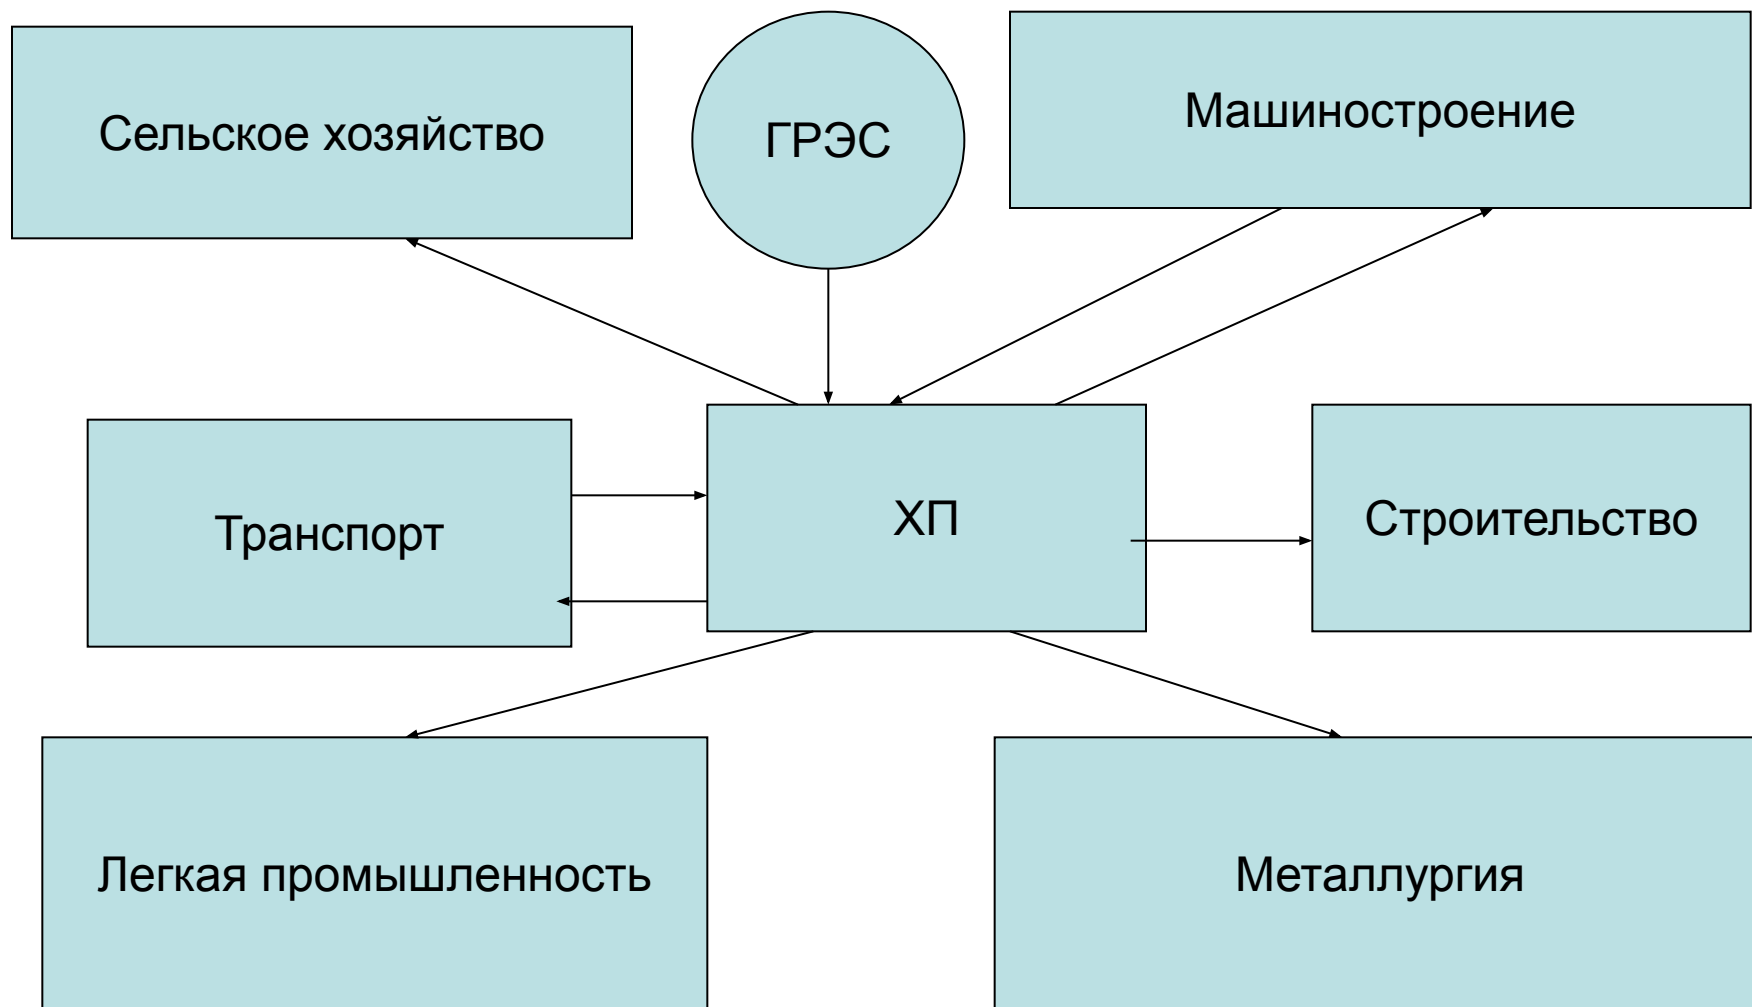 Сельское хозяйство
ГРЭС
Машиностроение
Транспорт
ХП
Строительство
Легкая промышленность
Металлургия